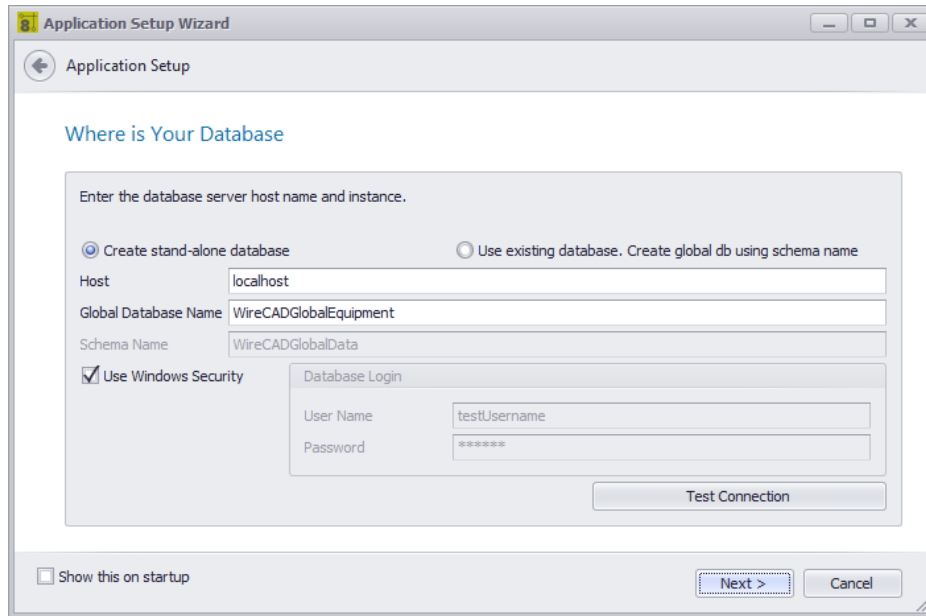 8 Application Setup Wizard
Application Setup
Where is Your Database
Enter the database server host name and instance.
Create stand-alone database Use existing database. Create global db using schema name
Host localhost
Global Database Name WireCADGlobalEquipment
Schema Name WireCADGlobalData
Use Windows Security Database Login
User Name testUsername
Password ******
Test Connection
Show this on startup Next > Cancel